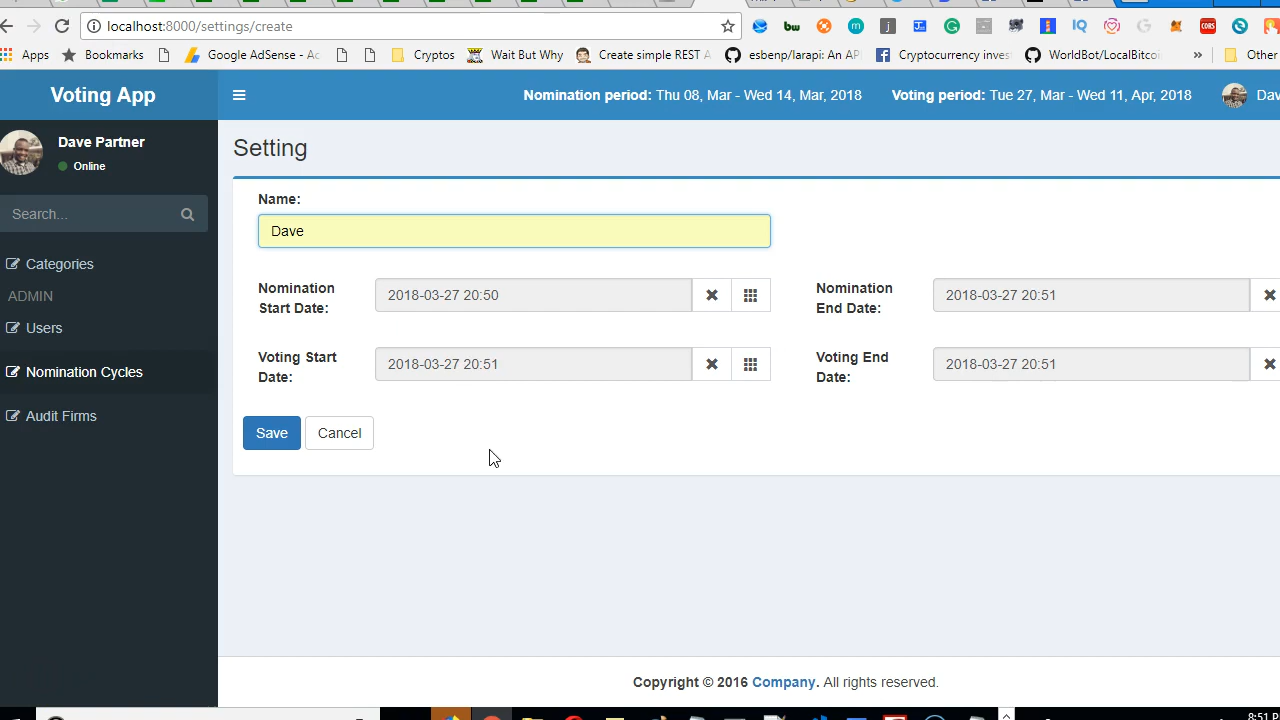 localhost:8000/settings/create
Apps Bookmarks Google AdSense - Ac Cryptos Wait But Why Create simple REST A esbenp/larapi: An AP Cryptocurrency inves WorldBot/LocalBitco » Other
Voting App
Nomination period: Thu 08, Mar - Wed 14, Mar, 2018 Voting period: Tue 27, Mar - Wed 11, Apr, 2018 Dav
Dave Partner
Online
Search...
Categories
ADMIN
Users
Nomination Cycles
Audit Firms
Setting
Name:
Dave
Nomination Start Date: 2018-03-27 20:50 Nomination End Date: 2018-03-27 20:51
Voting Start Date: 2018-03-27 20:51 Voting End Date: 2018-03-27 20:51
Save Cancel
Copyright © 2016 Company. All rights reserved.